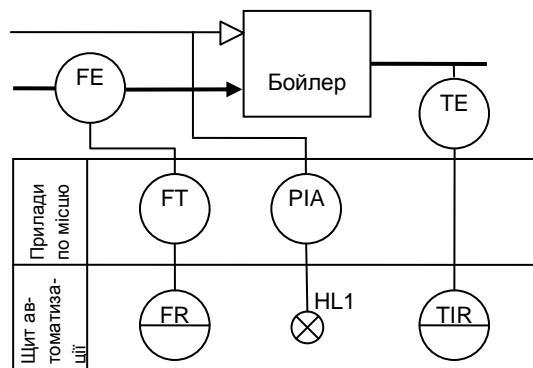 FE
Бойлер
TE
Прилади
по місцю
FT
PIA
Щит ав-
томатиза-
ції
FR
HL1
TIR